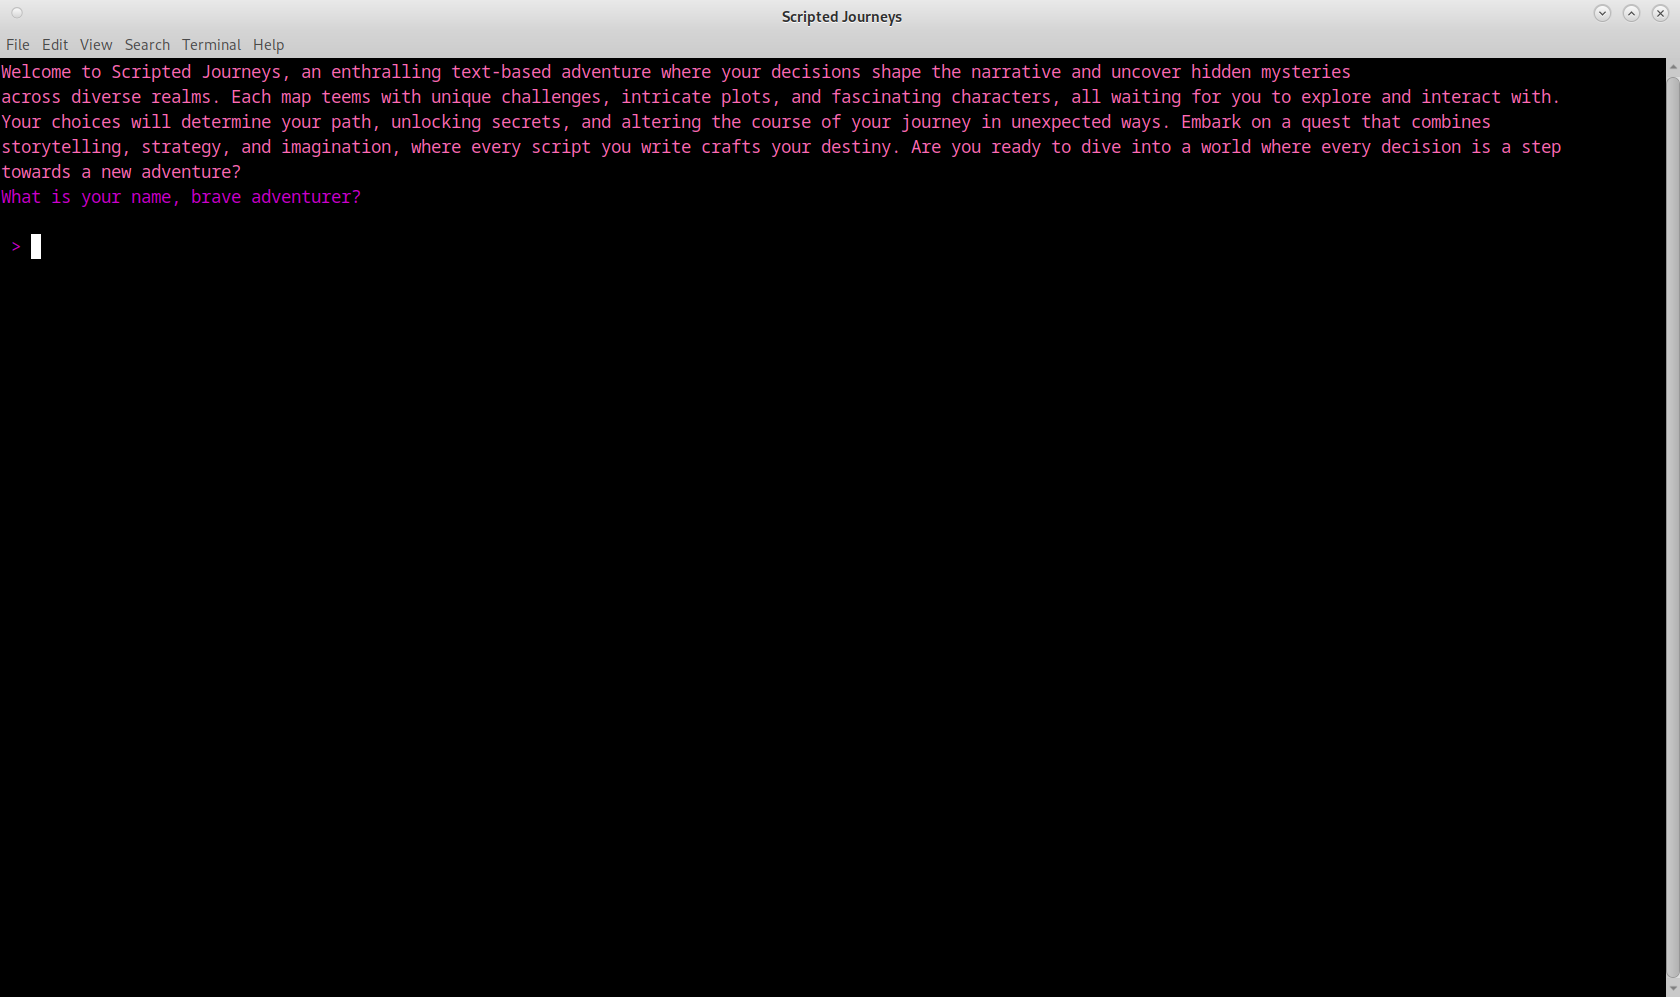 Scripted Journeys
File Edit View Search Terminal Help
Welcome to Scripted Journeys, an enthralling text-based adventure where your decisions shape the narrative and uncover hidden mysteries
across diverse realms. Each map teems with unique challenges, intricate plots, and fascinating characters, all waiting for you to explore and interact with.
Your choices will determine your path, unlocking secrets, and altering the course of your journey in unexpected ways. Embark on a quest that combines
storytelling, strategy, and imagination, where every script you write crafts your destiny. Are you ready to dive into a world where every decision is a step
towards a new adventure?
What is your name, brave adventurer?
>